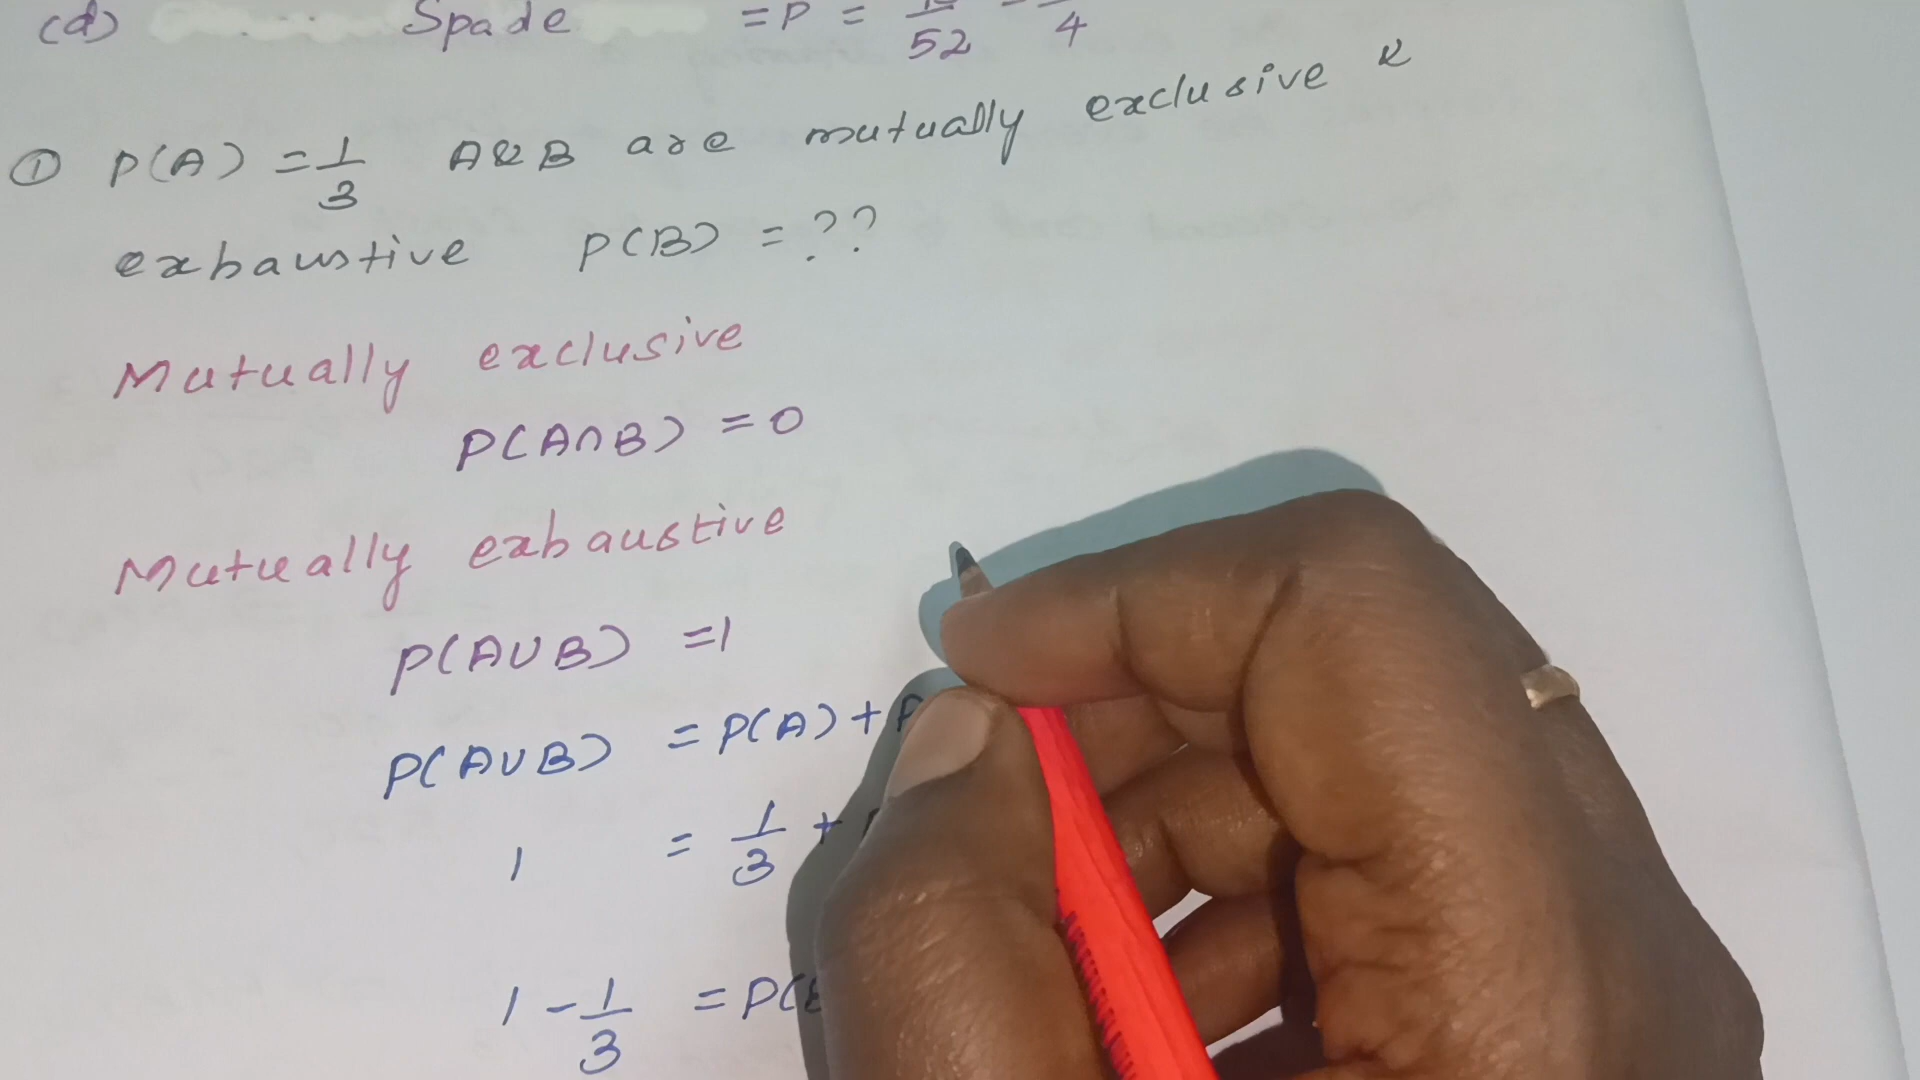 (d) Spade = P = 52 4
① P(A) = 1/3 A & B are mutually exclusive &
exhaustive P(B) = ??
Mutually exclusive
P(A∩B) = 0
Mutually exhaustive
P(A∪B) = 1
P(A∪B) = P(A) +
1 = 1/3 +
1 - 1/3 = P(